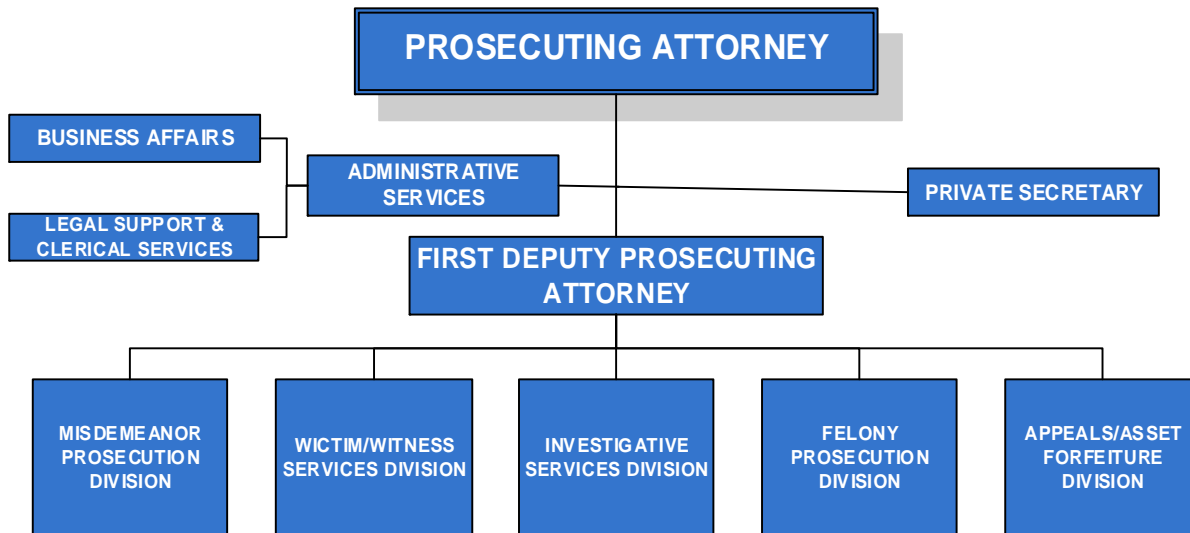 PROSECUTING ATTORNEY
BUSINESS AFFAIRS
ADMINISTRATIVE
SERVICES
PRIVATE SECRETARY
LEGAL SUPPORT &
CLERICAL SERVICES
FIRST DEPUTY PROSECUTING
ATTORNEY
MISDEMEANOR
PROSECUTION
DIVISION
WICTIM/WITNESS
SERVICES DIVISION
INVESTIGATIVE
SERVICES DIVISION
FELONY
PROSECUTION
DIVISION
APPEALS/ASSET
FORFEITURE
DIVISION